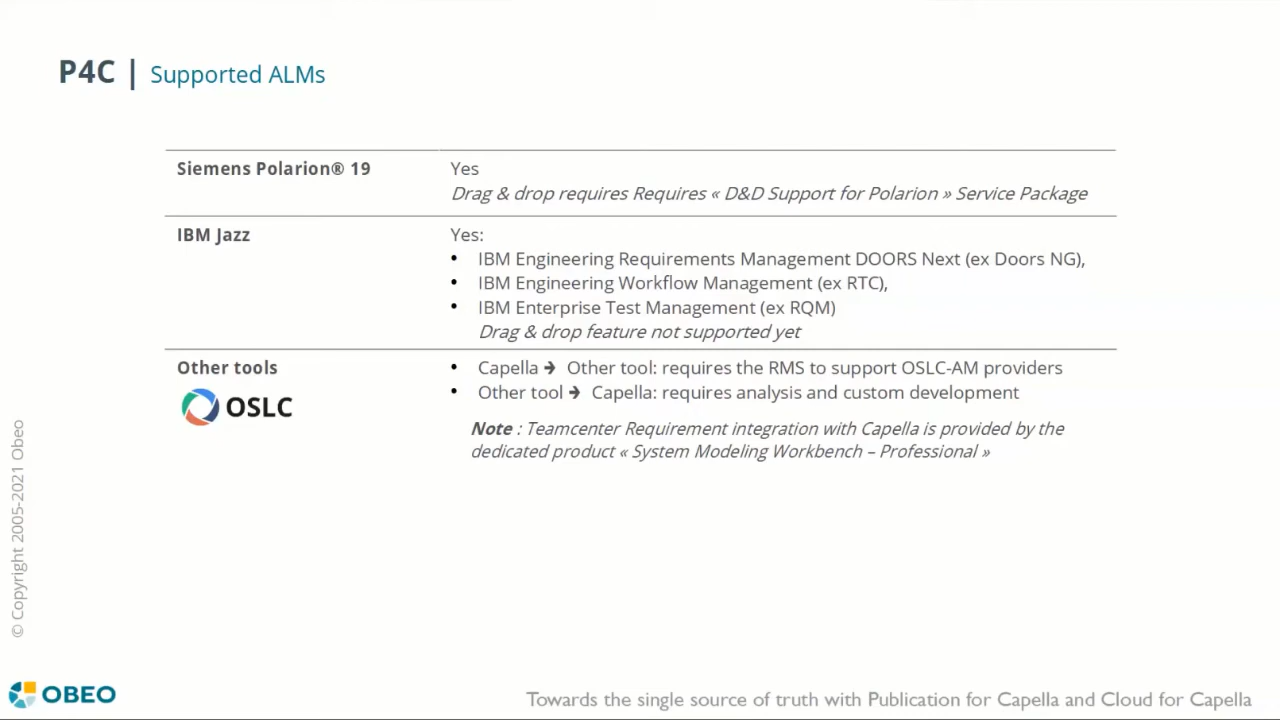 P4C | Supported ALMs
Siemens Polarion® 19
Yes
Drag & drop requires Requires « D&D Support for Polarion » Service Package
IBM Jazz
Yes:
• IBM Engineering Requirements Management DOORS Next (ex Doors NG),
• IBM Engineering Workflow Management (ex RTC),
• IBM Enterprise Test Management (ex RQM)
Drag & drop feature not supported yet
Other tools
OSLC
• Capella → Other tool: requires the RMS to support OSLC-AM providers
• Other tool → Capella: requires analysis and custom development
Note : Teamcenter Requirement integration with Capella is provided by the
dedicated product « System Modeling Workbench – Professional »
© Copyright 2005-2021 Obeo
OBEO
Towards the single source of truth with Publication for Capella and Cloud for Capella